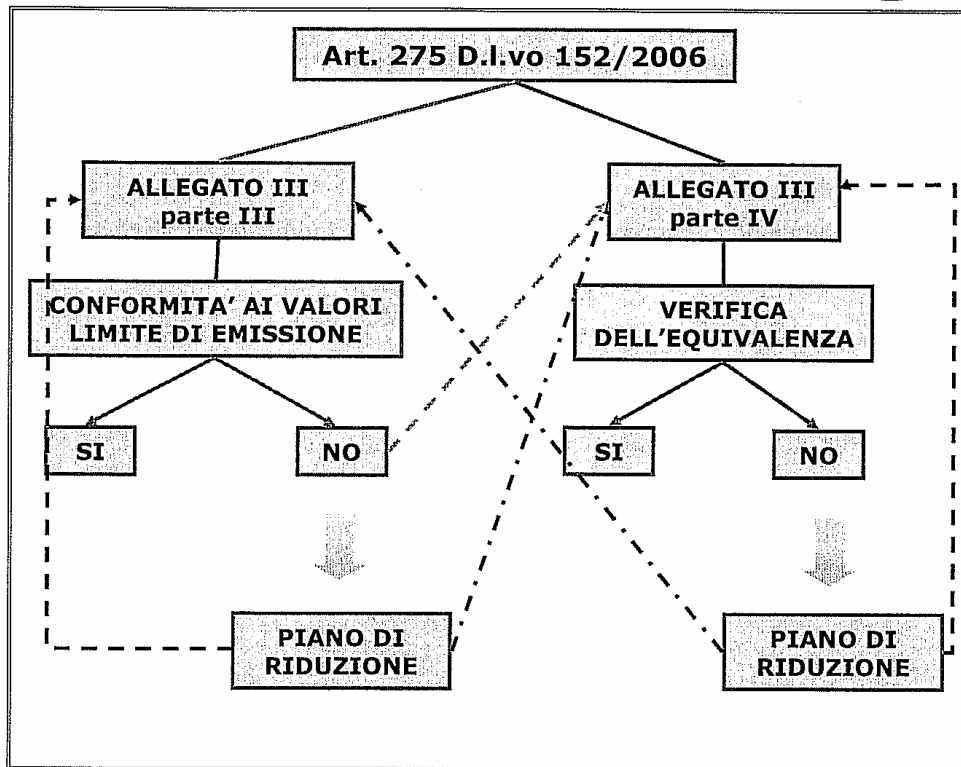 Art. 275 D.l.vo 152/2006
ALLEGATO III
parte III
ALLEGATO III
parte IV
CONFORMITA' AI VALORI
LIMITE DI EMISSIONE
VERIFICA
DELL'EQUIVALENZA
SI
NO
SI
NO
PIANO DI
RIDUZIONE
PIANO DI
RIDUZIONE